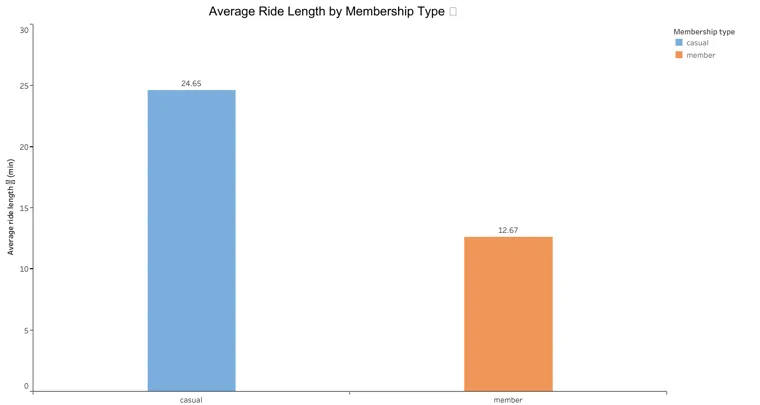 Average Ride Length by Membership Type
Membership type
casual
member
Average ride length (min)
30
25
20
15
10
5
0
24.65
12.67
casual
member